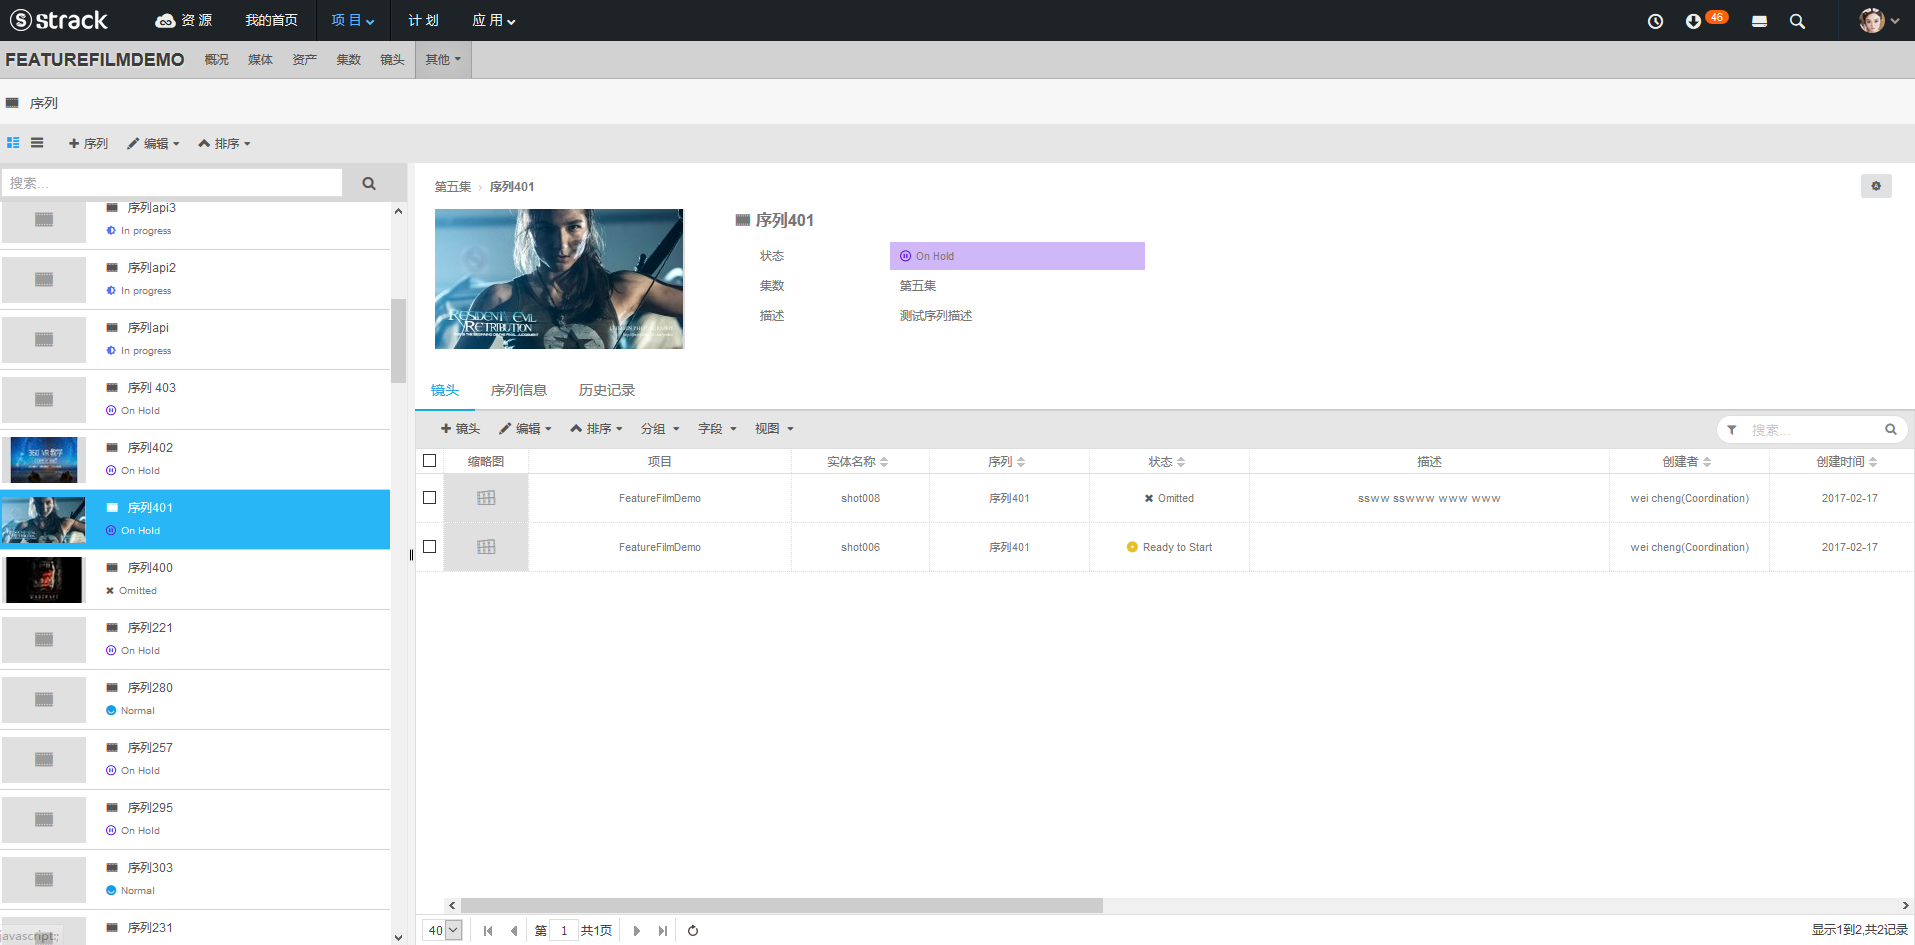 strack 资源 我的首页 项目 计划 应用 46
FEATUREFILMDEMO 概况 媒体 资产 集数 镜头 其他
序列
序列 编辑 排序
搜索...
序列api3
In progress
序列api2
In progress
序列api
In progress
序列 403
On Hold
序列402
On Hold
序列401
On Hold
序列400
Omitted
序列221
On Hold
序列280
Normal
序列257
On Hold
序列295
On Hold
序列303
Normal
序列231
javascript:;
第五集 › 序列401
RESIDENT EVIL
RETRIBUTION
序列401
状态 On Hold
集数 第五集
描述 测试序列描述
镜头 序列信息 历史记录
镜头 编辑 排序 分组 字段 视图 搜索...
缩略图 项目 实体名称 序列 状态 描述 创建者 创建时间
FeatureFilmDemo shot008 序列401 Omitted ssww sswww www www wei cheng(Coordination) 2017-02-17
FeatureFilmDemo shot006 序列401 Ready to Start wei cheng(Coordination) 2017-02-17
40 第 1 共1页 显示1到2,共2记录